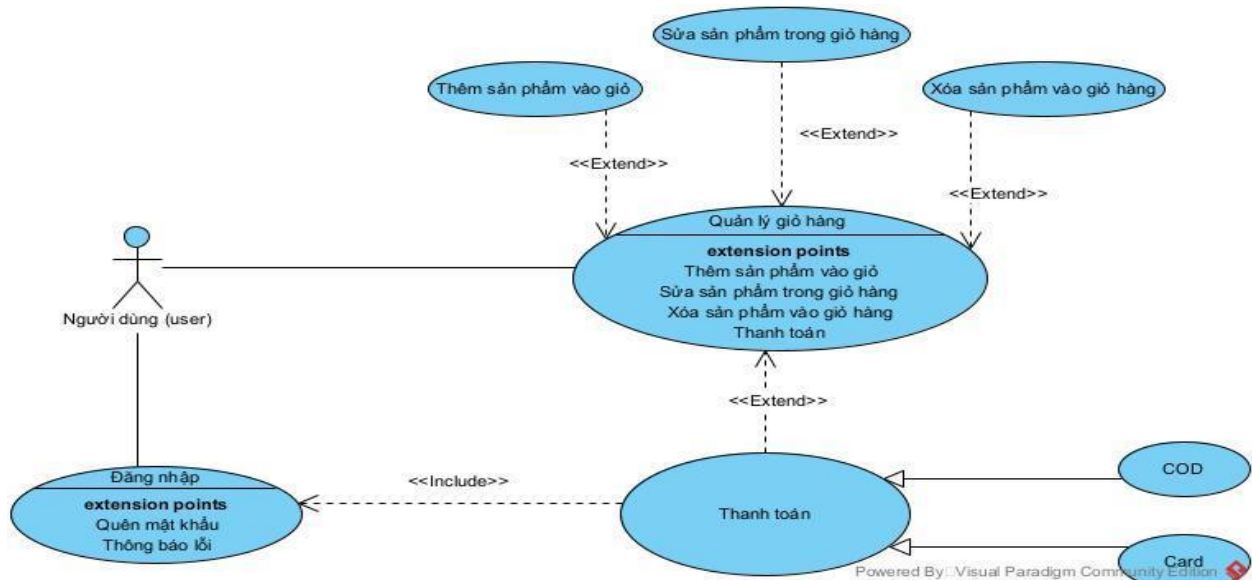 Sửa sản phẩm trong giỏ hàng
Thêm sản phẩm vào giỏ
Xóa sản phẩm vào giỏ hàng
<<Extend>>
<<Extend>>
<<Extend>>
Quản lý giỏ hàng
extension points
Thêm sản phẩm vào giỏ
Sửa sản phẩm trong giỏ hàng
Xóa sản phẩm vào giỏ hàng
Thanh toán
Người dùng (user)
<<Extend>>
Đăng nhập
extension points
Quên mật khẩu
Thông báo lỗi
<<Include>>
Thanh toán
COD
Card
Powered By Visual Paradigm Community Edition